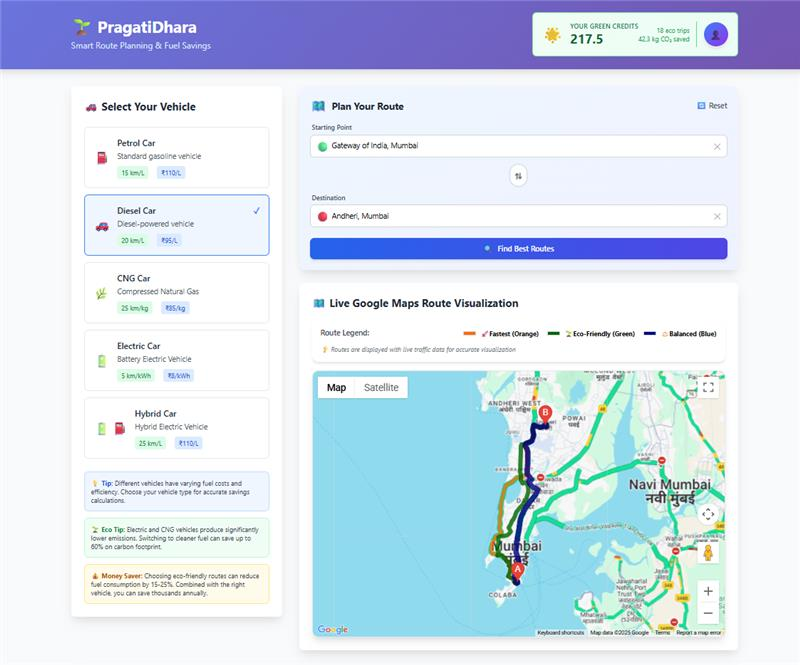 PragatiDhara
Smart Route Planning & Fuel Savings
YOUR GREEN CREDITS
217.5
18 eco trips
42.3 kg CO₂ saved
Select Your Vehicle
Petrol Car
Standard gasoline vehicle
15 km/L ₹110/L
Diesel Car
Diesel-powered vehicle
20 km/L ₹95/L
CNG Car
Compressed Natural Gas
25 km/kg ₹85/kg
Electric Car
Battery Electric Vehicle
5 km/kWh ₹8/kWh
Hybrid Car
Hybrid Electric Vehicle
25 km/L ₹110/L
Tip: Different vehicles have varying fuel costs and
efficiency. Choose your vehicle type for accurate savings
calculations.
Eco Tip: Electric and CNG vehicles produce significantly
lower emissions. Switching to cleaner fuel can save up to
60% on carbon footprint.
Money Saver: Choosing eco-friendly routes can reduce
fuel consumption by 15-25%. Combined with the right
vehicle, you can save thousands annually.
Plan Your Route
Reset
Starting Point
Gateway of India, Mumbai
Destination
Andheri, Mumbai
Find Best Routes
Live Google Maps Route Visualization
Route Legend:
Fastest (Orange)
Eco-Friendly (Green)
Balanced (Blue)
Routes are displayed with live traffic data for accurate visualization
Map Satellite
ANDHERI WEST
अंधेरी पश्चिम
B
POWAI
पवई
AIROLI
Navi Mumbai
नवी मुंबई
Mumbai
A
COLABA
Wahal
वहाळ
Jawaharlal
Nehru Port
Trust
Google
Keyboard shortcuts Map data ©2025 Google Terms Report a map error